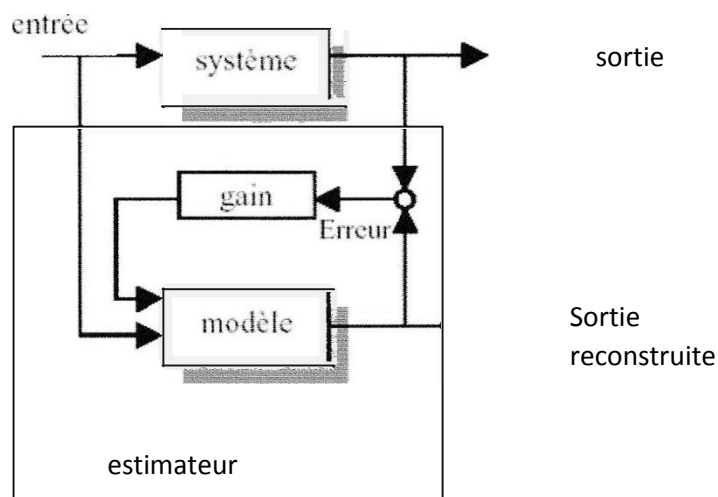 entrée
système
sortie
gain
Erreur
modèle
Sortie
reconstruite
estimateur